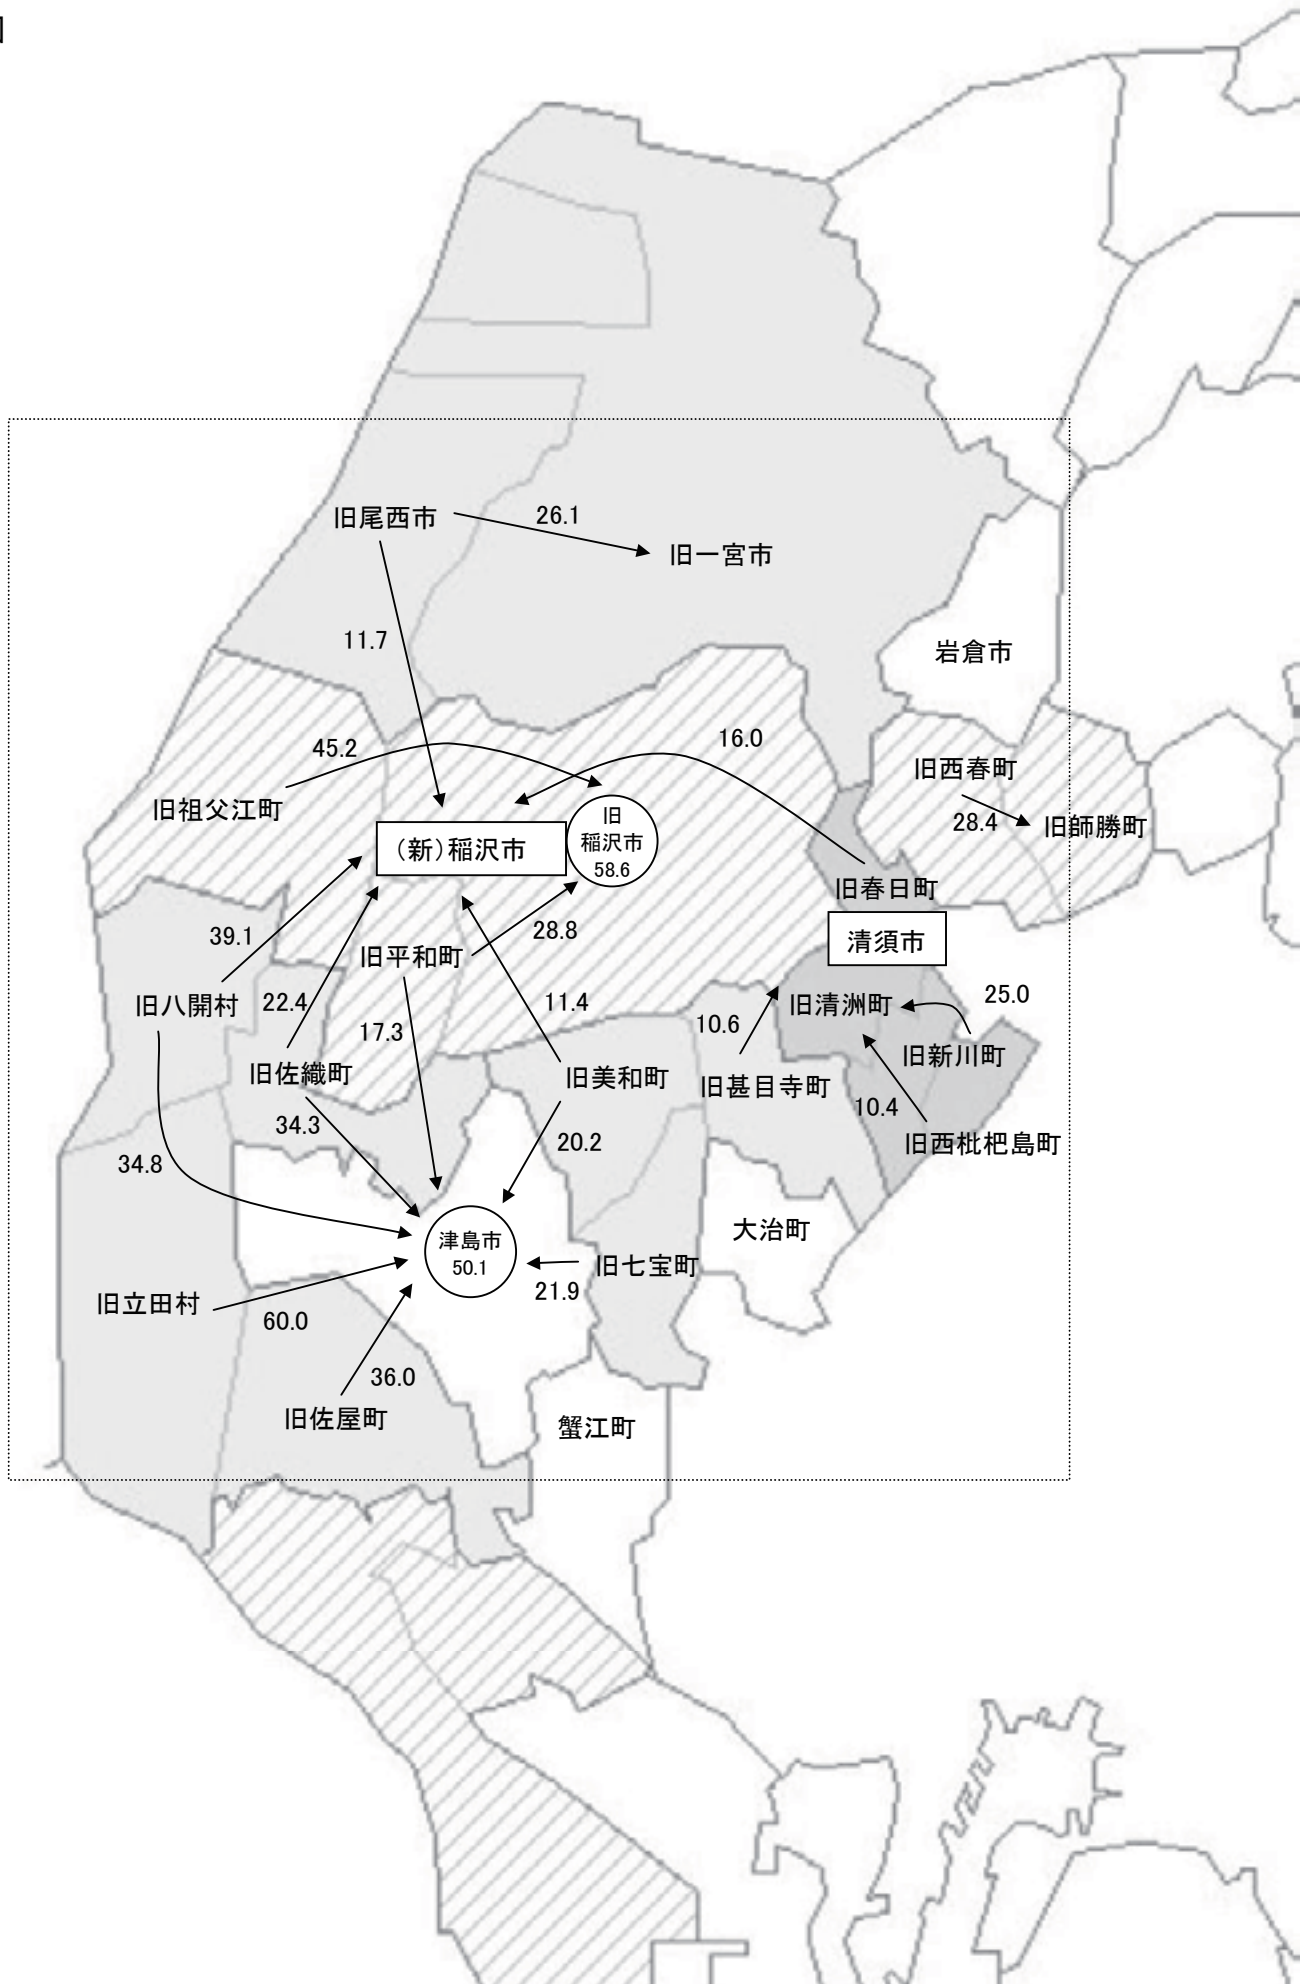 旧尾西市
26.1
旧一宮市
11.7
岩倉市
45.2
16.0
旧西春町
旧祖父江町
旧
稲沢市
58.6
28.4
旧師勝町
（新）稲沢市
旧春日町
39.1
28.8
清須市
旧平和町
旧八開村
22.4
11.4
10.6
旧清洲町
25.0
17.3
旧新川町
旧佐織町
旧美和町
旧甚目寺町
34.3
10.4
20.2
旧西枇杷島町
34.8
大治町
津島市
50.1
旧七宝町
21.9
旧立田村
60.0
36.0
旧佐屋町
蟹江町